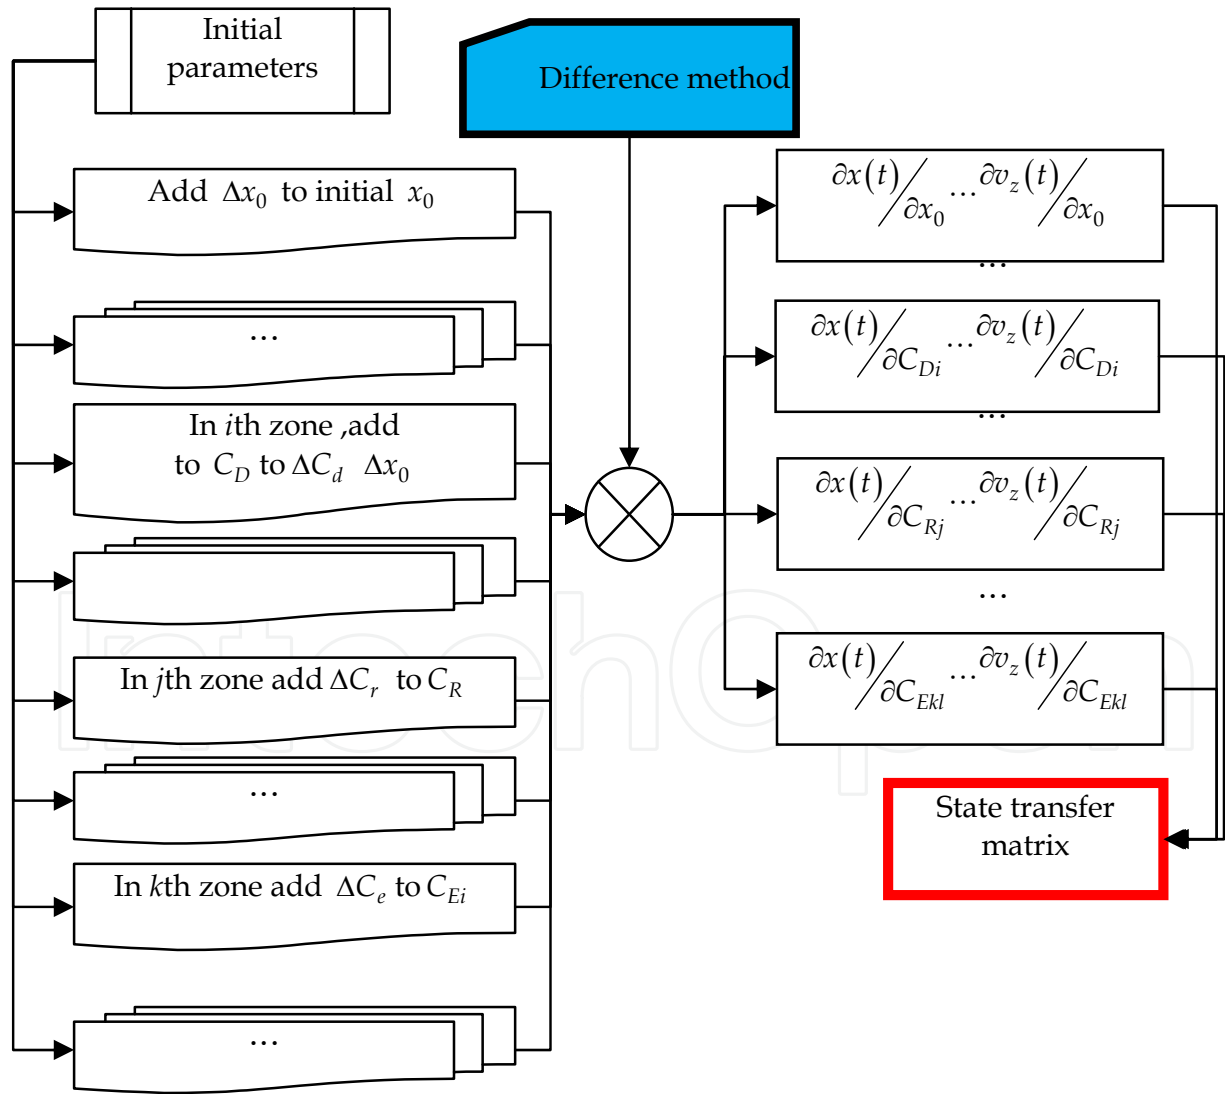 Initial
parameters
Difference method
Add Δx₀ to initial x₀
...
In ith zone ,add
to C_D to ΔC_d Δx₀
In jth zone add ΔC_r to C_R
...
In kth zone add ΔC_e to C_Ei
...
∂x(t)/∂x₀ ... ∂v_z(t)/∂x₀
...
∂x(t)/∂C_Di ... ∂v_z(t)/∂C_Di
...
∂x(t)/∂C_Rj ... ∂v_z(t)/∂C_Rj
...
∂x(t)/∂C_Ekl ... ∂v_z(t)/∂C_Ekl
State transfer
matrix
IntechOpen